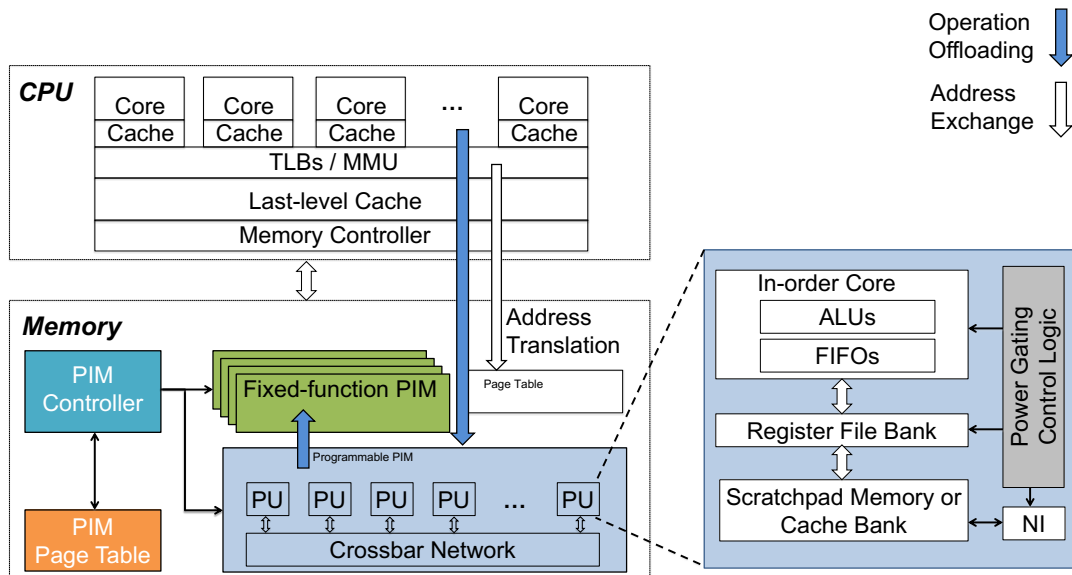 Operation
Offloading
Address
Exchange
CPU
Core
Core
Core
...
Core
Cache
Cache
Cache
Cache
TLBs / MMU
Last-level Cache
Memory Controller
Memory
Address
Translation
PIM
Controller
Fixed-function PIM
Page Table
Programmable PIM
PU
PU
PU
PU
...
PU
Crossbar Network
PIM
Page Table
In-order Core
ALUs
FIFOs
Register File Bank
Scratchpad Memory or
Cache Bank
Power Gating
Control Logic
NI